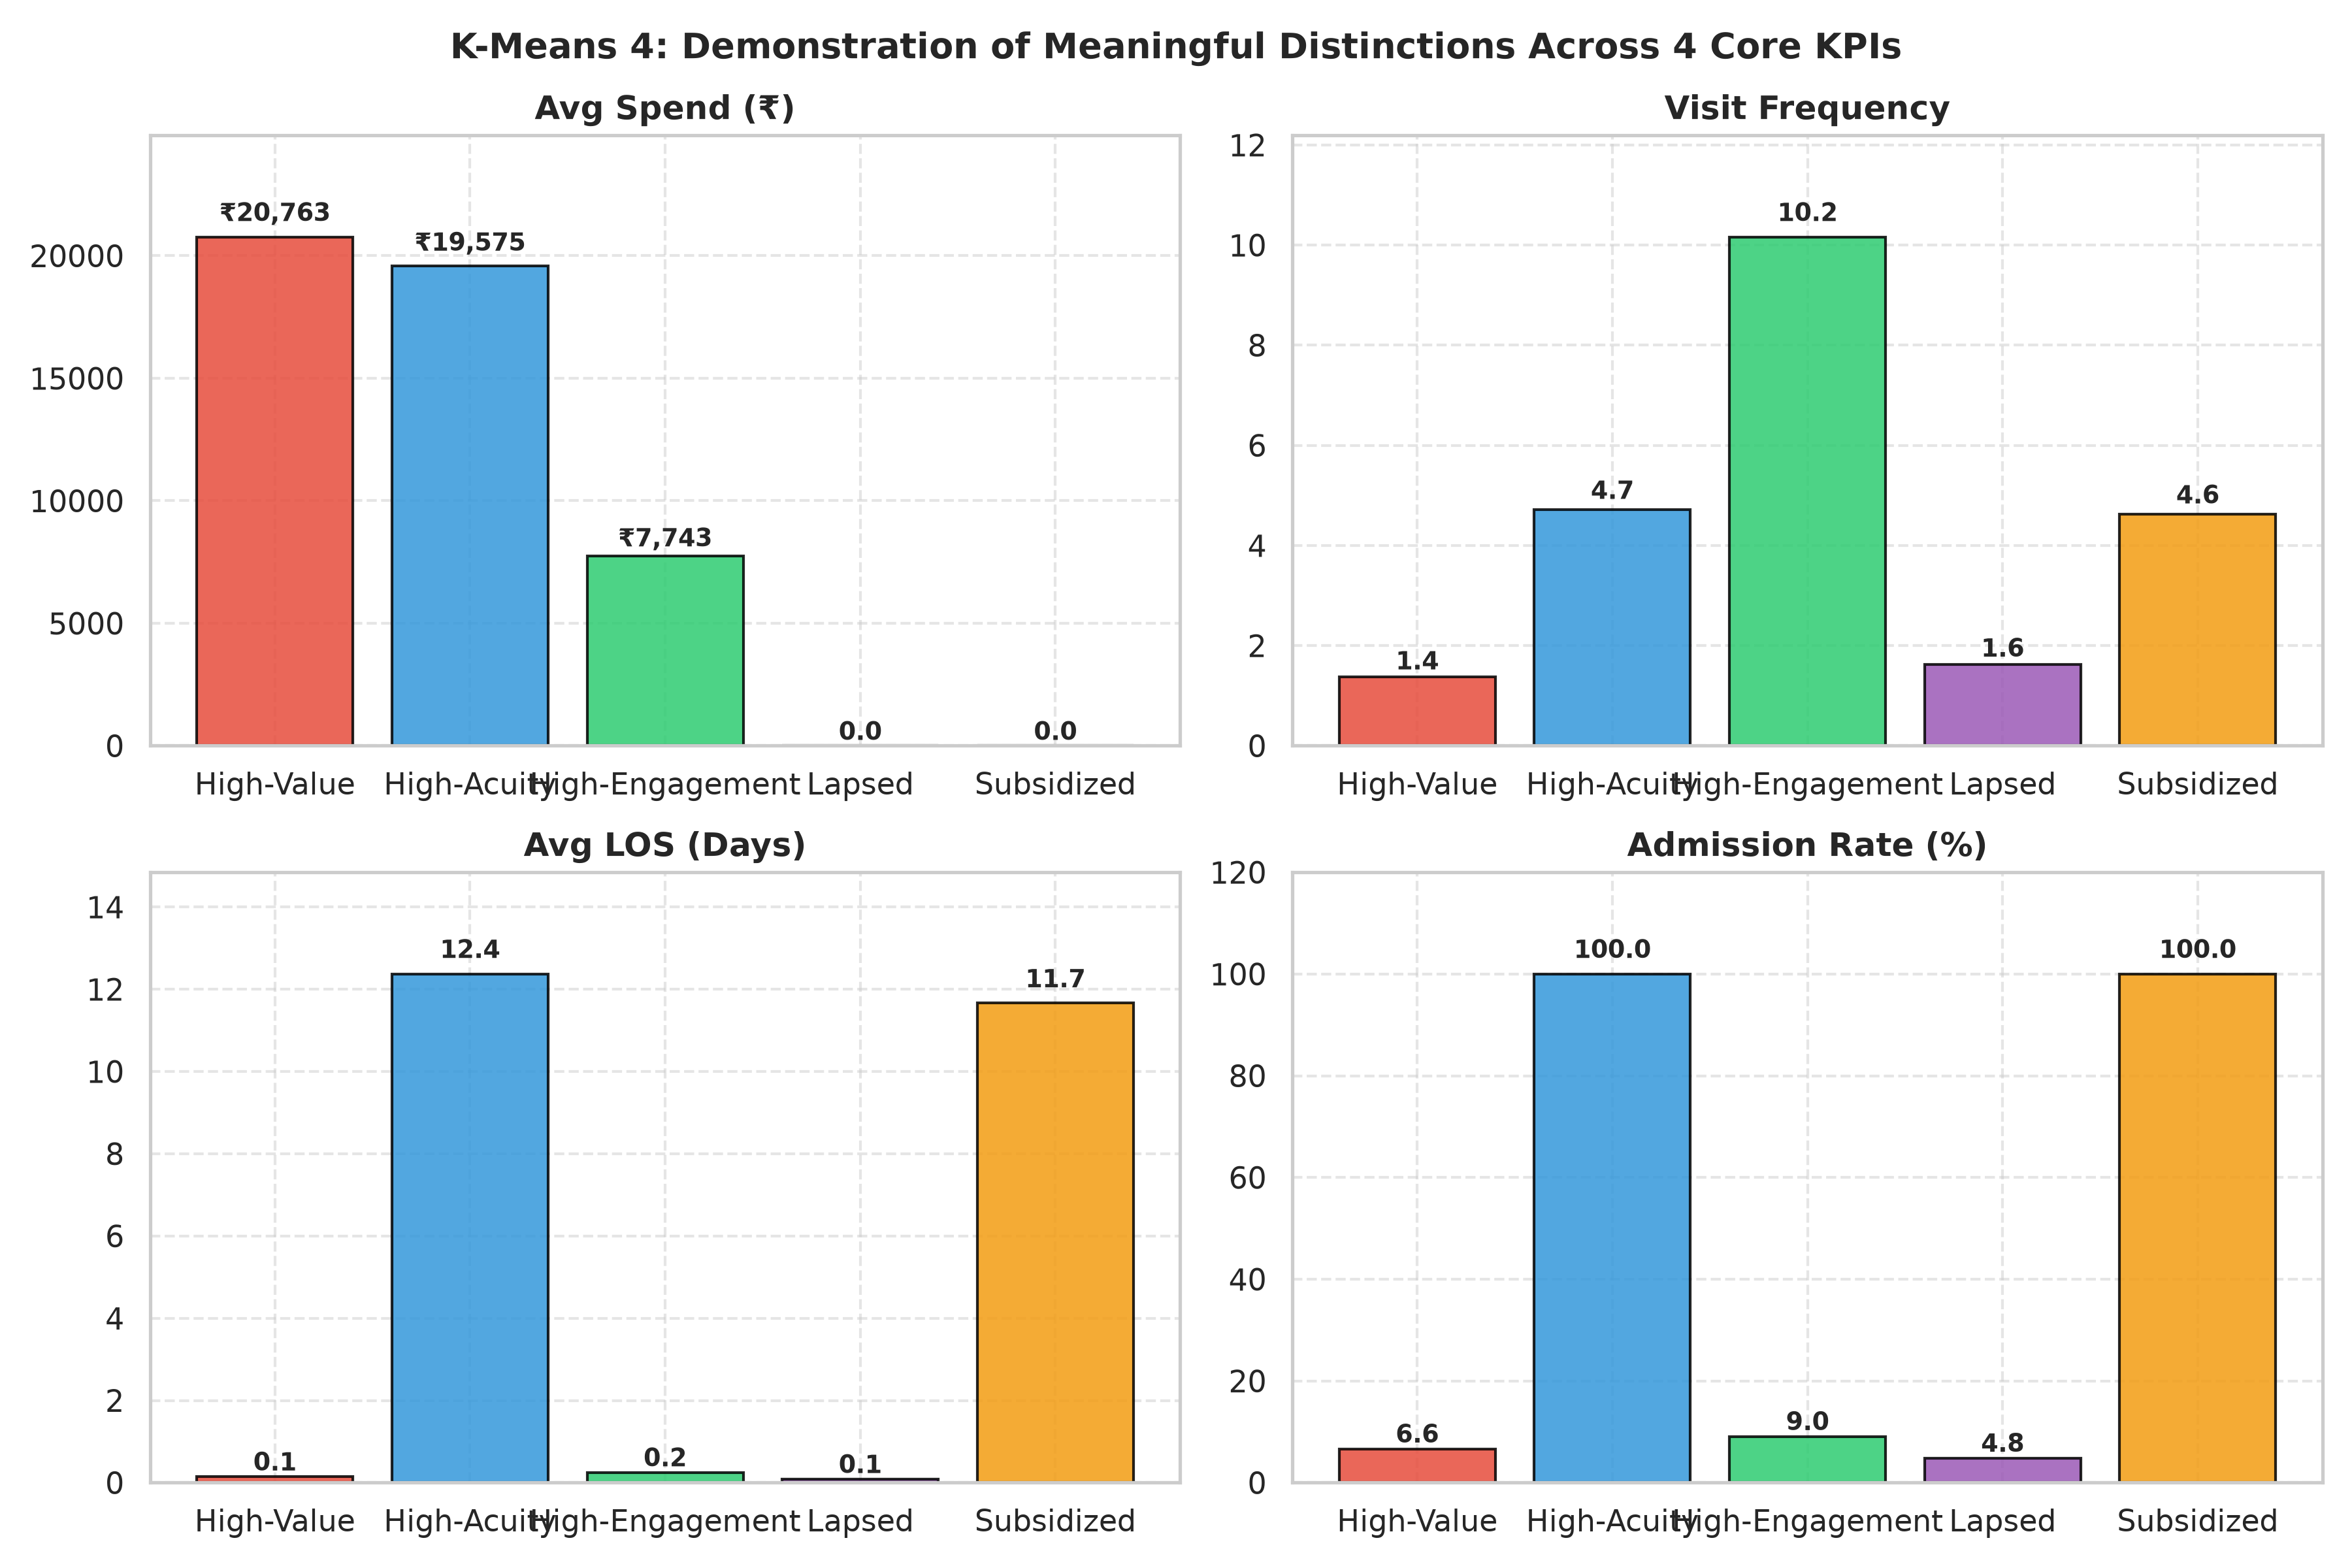 K-Means 4: Demonstration of Meaningful Distinctions Across 4 Core KPIs
Avg Spend (₹)
20000
15000
10000
5000
0
₹20,763
₹19,575
₹7,743
0.0
0.0
High-Value
High-Acuity
High-Engagement
Lapsed
Subsidized
Visit Frequency
12
10
8
6
4
2
0
1.4
4.7
10.2
1.6
4.6
High-Value
High-Acuity
High-Engagement
Lapsed
Subsidized
Avg LOS (Days)
14
12
10
8
6
4
2
0
0.1
12.4
0.2
0.1
11.7
High-Value
High-Acuity
High-Engagement
Lapsed
Subsidized
Admission Rate (%)
120
100
80
60
40
20
0
6.6
100.0
9.0
4.8
100.0
High-Value
High-Acuity
High-Engagement
Lapsed
Subsidized